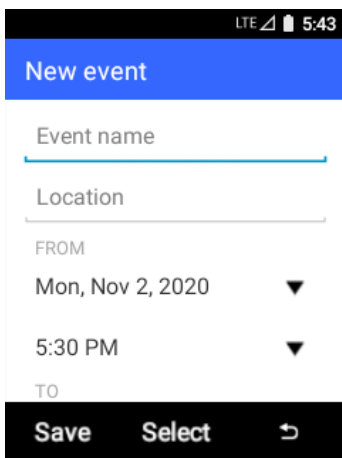 LTE 5:43
New event
Event name
Location
FROM
Mon, Nov 2, 2020
5:30 PM
TO
Save Select